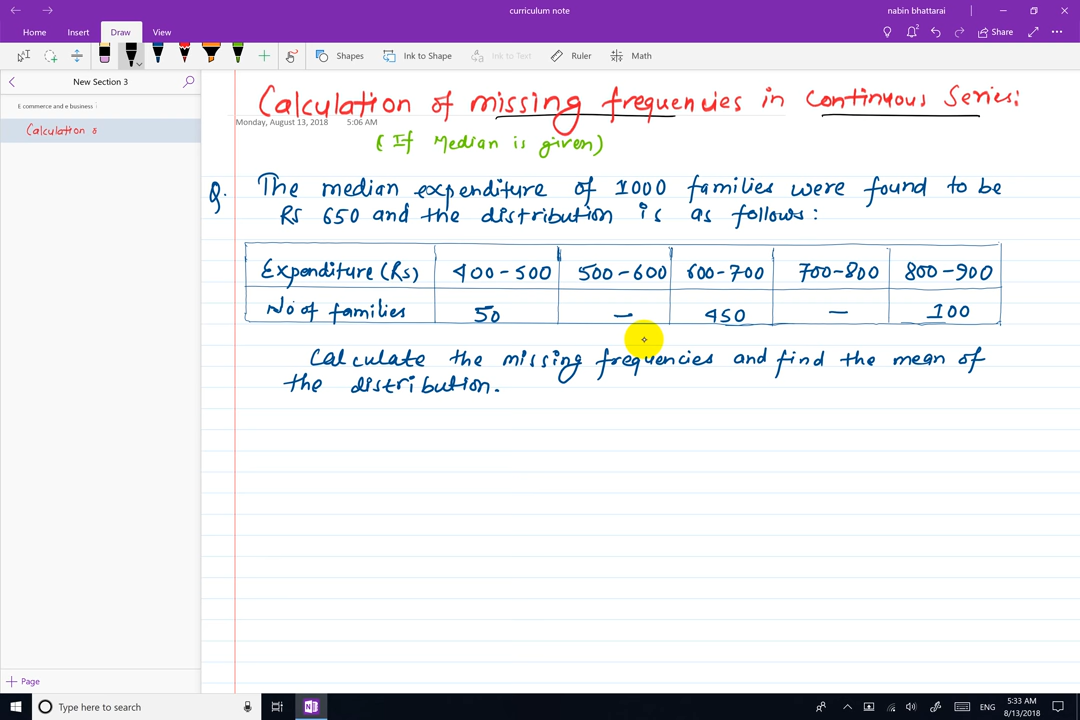 curriculum note
nabin bhattarai
Home Insert Draw View
Share
Shapes Ink to Shape Ink to Text Ruler Math
New Section 3
E commerce and e business
Calculation o
Calculation of missing frequencies in Continuous Series:
Monday, August 13, 2018 5:06 AM
(If Median is given)
Q. The median expenditure of 1000 families were found to be
Rs 650 and the distribution is as follows:
Expenditure (Rs) 400-500 500-600 600-700 700-800 800-900
No of families 50 - 450 - 100
Calculate the missing frequencies and find the mean of
the distribution.
+ Page
Type here to search
ENG
5:33 AM
8/13/2018